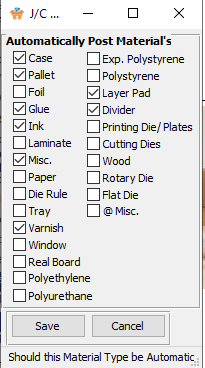 J/C ...
Automatically Post Material's
Case
Pallet
Foil
Glue
Ink
Laminate
Misc.
Paper
Die Rule
Tray
Varnish
Window
Real Board
Polyethylene
Polyurethane
Exp. Polystyrene
Polystyrene
Layer Pad
Divider
Printing Die/ Plates
Cutting Dies
Wood
Rotary Die
Flat Die
@ Misc.
Save
Cancel
Should this Material Type be Automatic